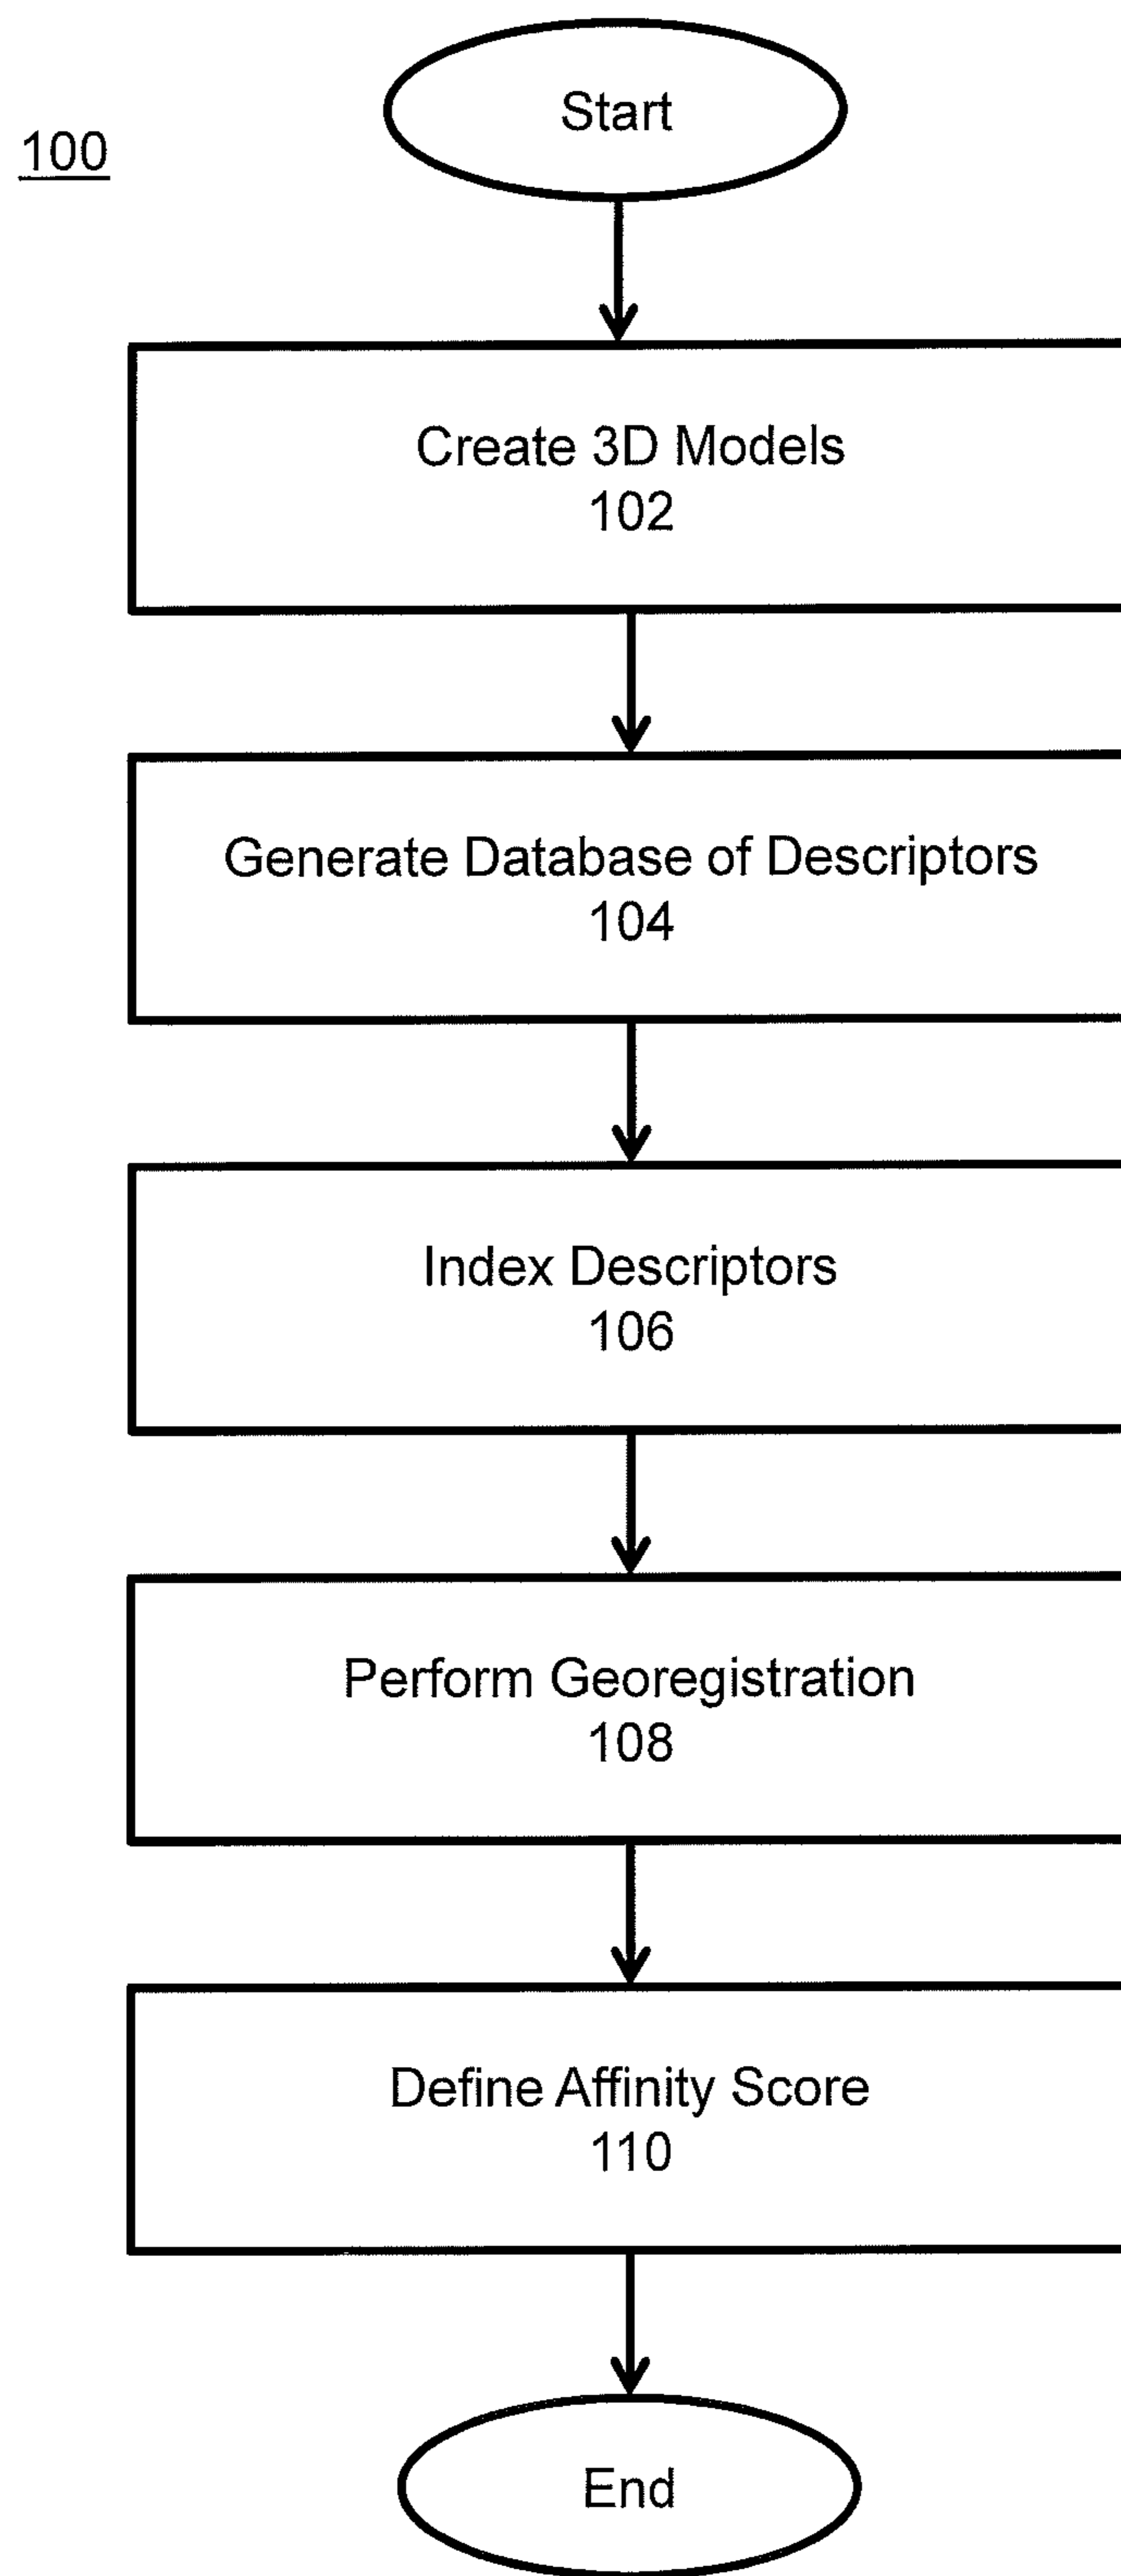 Start
100
Create 3D Models
102
Generate Database of Descriptors
104
Index Descriptors
106
Perform Georegistration
108
Define Affinity Score
110
End